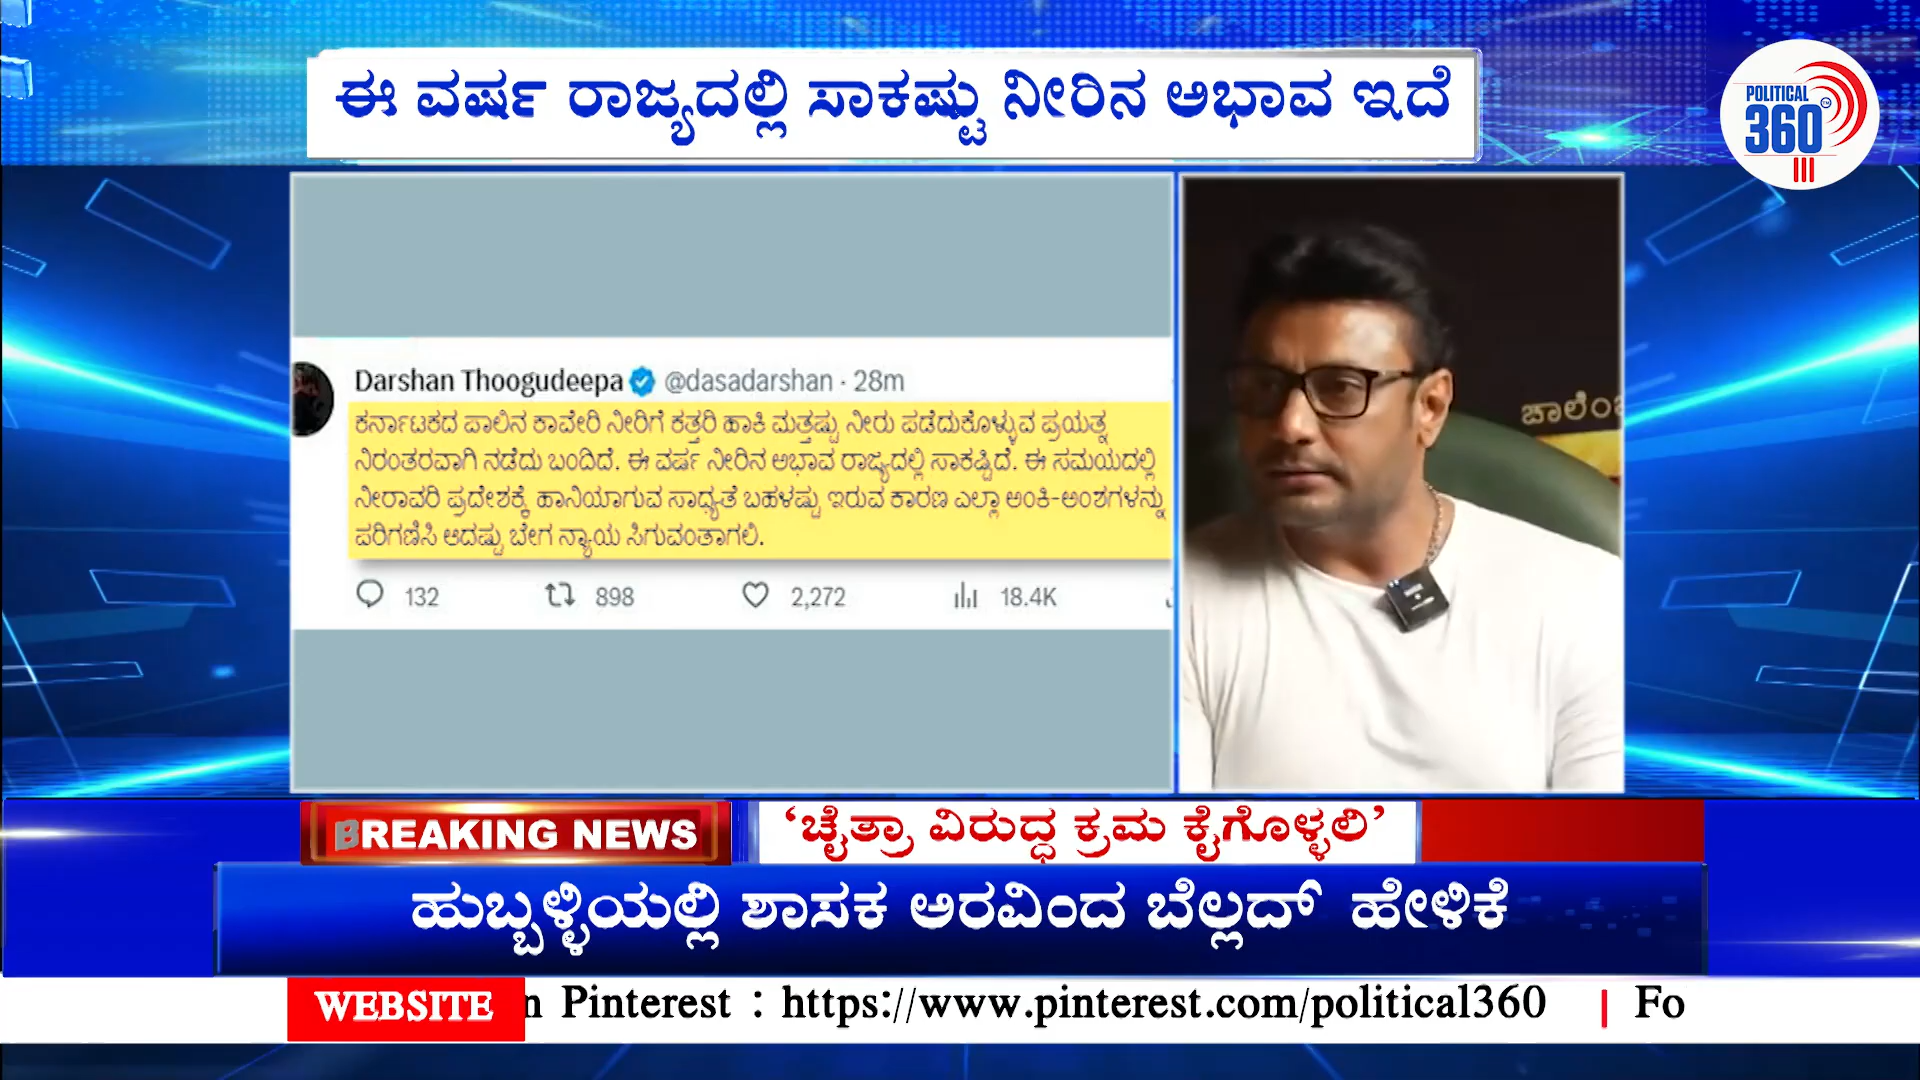 ಈ ವರ್ಷ ರಾಜ್ಯದಲ್ಲಿ ಸಾಕಷ್ಟು ನೀರಿನ ಅಭಾವ ಇದೆ
POLITICAL
360
Darshan Thoogudeepa @dasadarshan · 28m
ಕರ್ನಾಟಕದ ಪಾಲಿನ ಕಾವೇರಿ ನೀರಿಗೆ ಕತ್ತರಿ ಹಾಕಿ ಮತ್ತಷ್ಟು ನೀರು ಪಡೆದುಕೊಳ್ಳುವ ಪ್ರಯತ್ನ
ನಿರಂತರವಾಗಿ ನಡೆದು ಬಂದಿದೆ. ಈ ವರ್ಷ ನೀರಿನ ಅಭಾವ ರಾಜ್ಯದಲ್ಲಿ ಸಾಕಷ್ಟಿದೆ. ಈ ಸಮಯದಲ್ಲಿ
ನೀರಾವರಿ ಪ್ರದೇಶಕ್ಕೆ ಹಾನಿಯಾಗುವ ಸಾಧ್ಯತೆ ಬಹಳಷ್ಟು ಇರುವ ಕಾರಣ ಎಲ್ಲಾ ಅಂಕಿ-ಅಂಶಗಳನ್ನು
ಪರಿಗಣಿಸಿ ಆದಷ್ಟು ಬೇಗ ನ್ಯಾಯ ಸಿಗುವಂತಾಗಲಿ.
132 898 2,272 18.4K
ಚಾಲೆಂ
BREAKING NEWS
‘ಚೈತ್ರಾ ವಿರುದ್ಧ ಕ್ರಮ ಕೈಗೊಳ್ಳಲಿ’
ಹುಬ್ಬಳ್ಳಿಯಲ್ಲಿ ಶಾಸಕ ಅರವಿಂದ ಬೆಲ್ಲದ್ ಹೇಳಿಕೆ
WEBSITE n Pinterest : https://www.pinterest.com/political360 | Fo